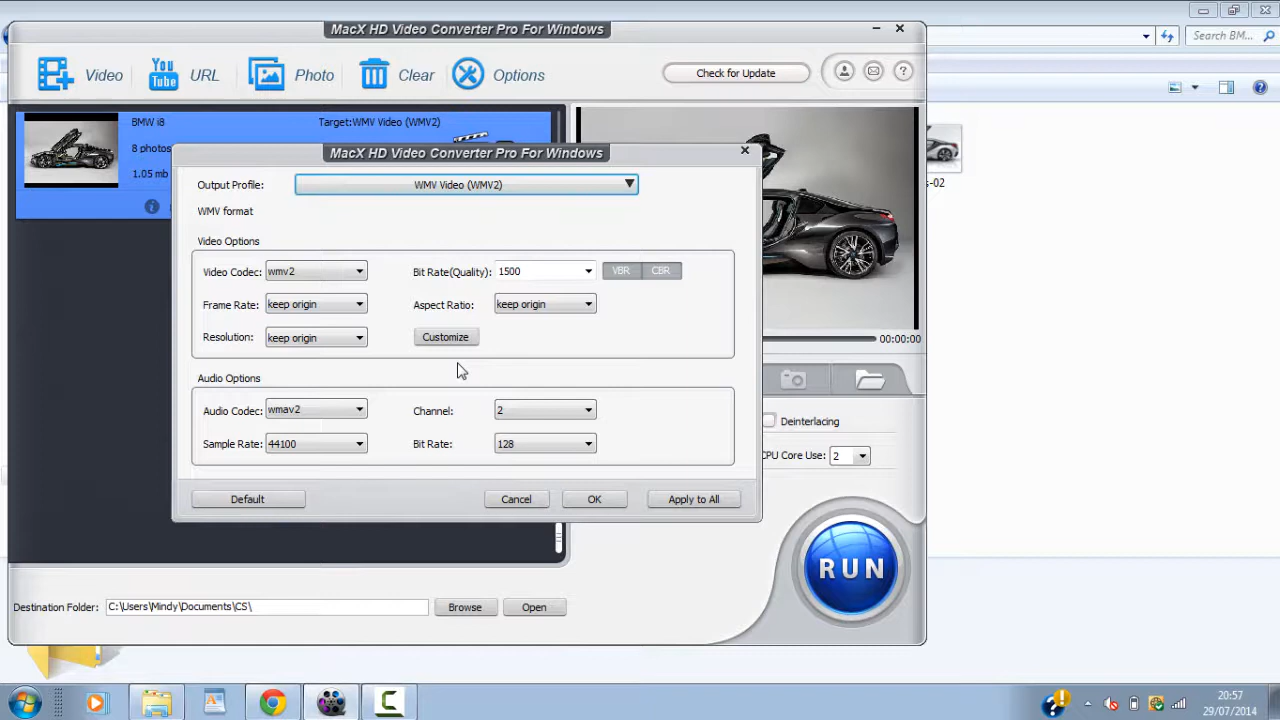 MacX HD Video Converter Pro For Windows
Search BM...
Video
You Tube URL
Photo
Clear
Options
Check for Update
?
BMW i8
Target:WMV Video (WMV2)
8 photos
1.05 mb
MacX HD Video Converter Pro For Windows
Output Profile: WMV Video (WMV2)
WMV format
Video Options
Video Codec: wmv2 Bit Rate(Quality): 1500 VBR CBR
Frame Rate: keep origin Aspect Ratio: keep origin
Resolution: keep origin Customize
Audio Options
Audio Codec: wmav2 Channel: 2
Sample Rate: 44100 Bit Rate: 128
Default Cancel OK Apply to All
s-02
00:00:00
Deinterlacing
CPU Core Use: 2
RUN
Destination Folder: C:\Users\Mindy\Documents\CS\ Browse Open
20:57
29/07/2014